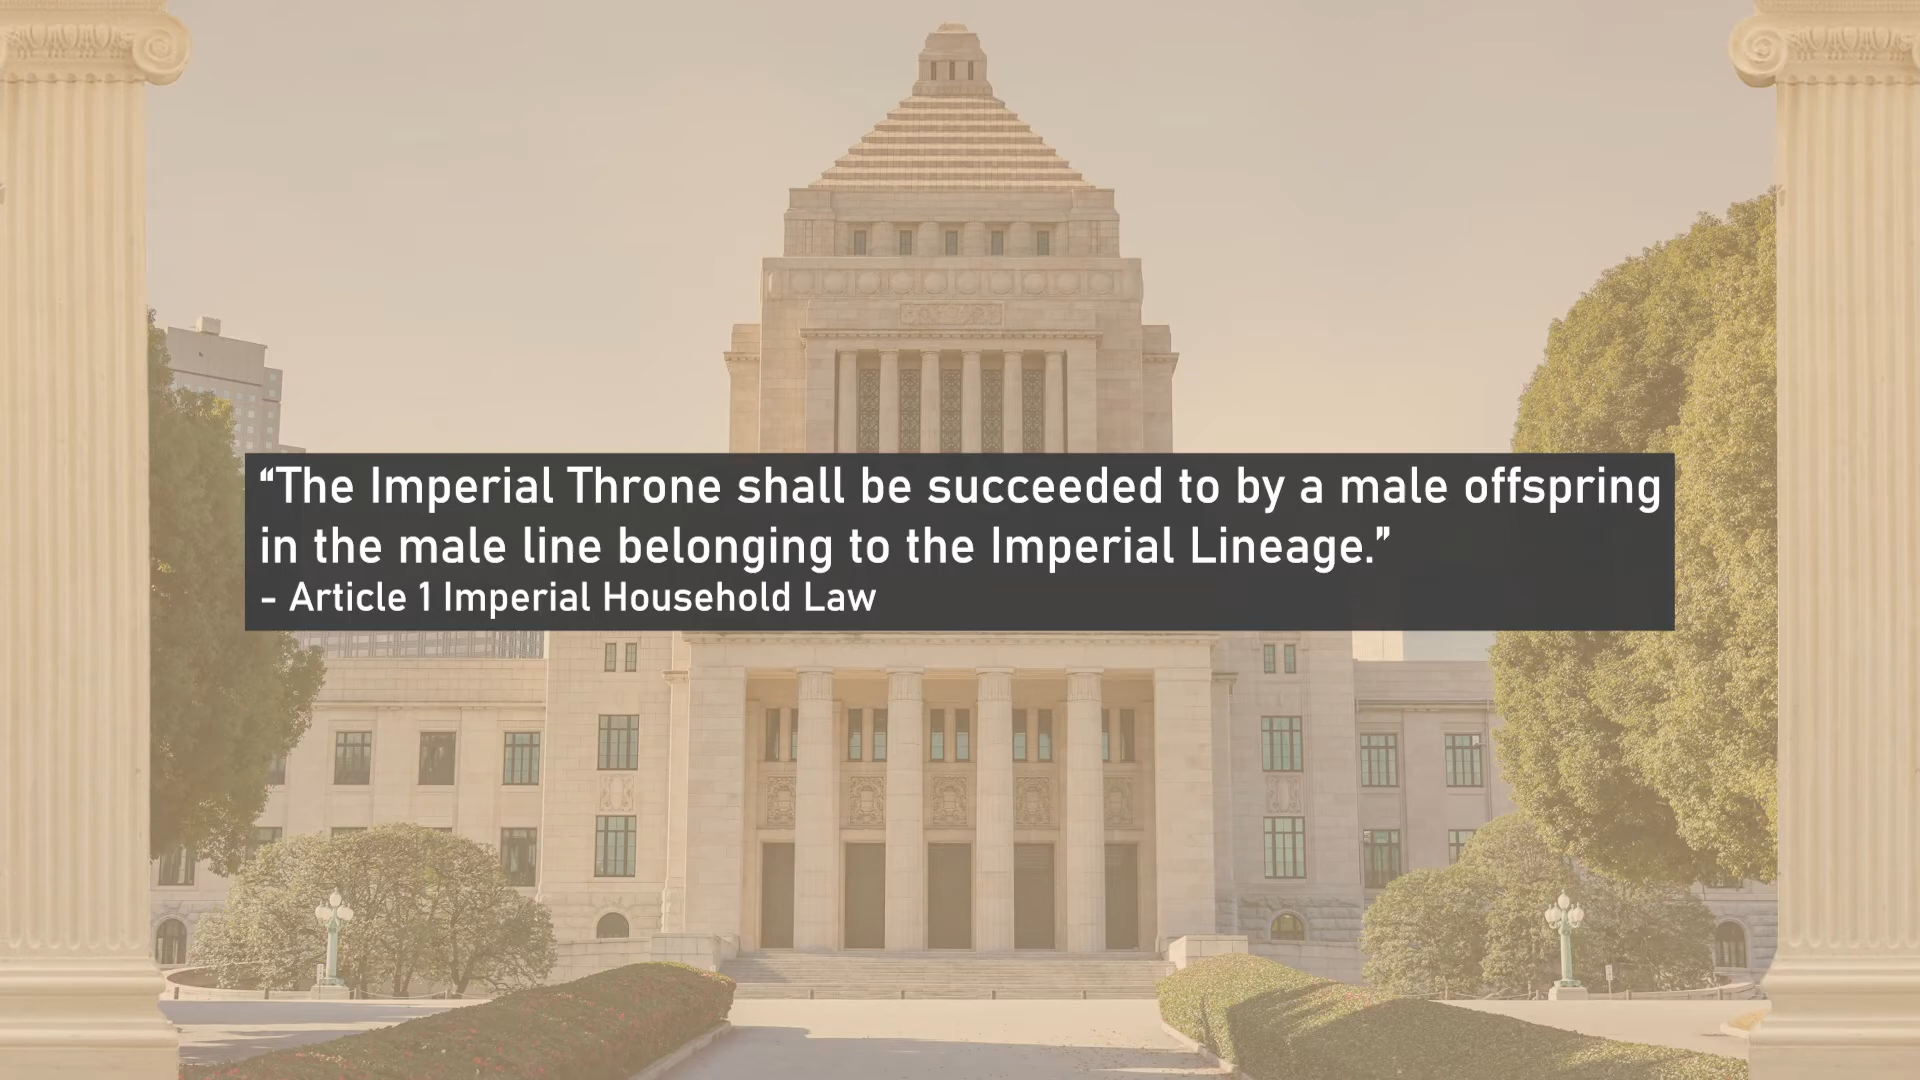 “The Imperial Throne shall be succeeded to by a male offspring
in the male line belonging to the Imperial Lineage.”
- Article 1 Imperial Household Law